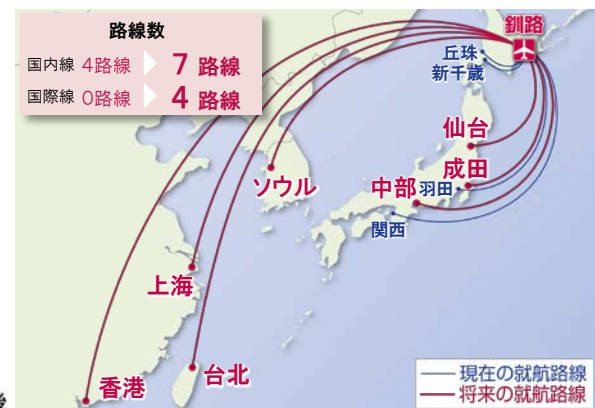 路線数
国内線 4路線 7 路線
国際線 0路線 4 路線
釧路
丘珠
新千歳
仙台
成田
羽田
中部
関西
ソウル
上海
台北
香港
現在の就航路線
将来の就航路線